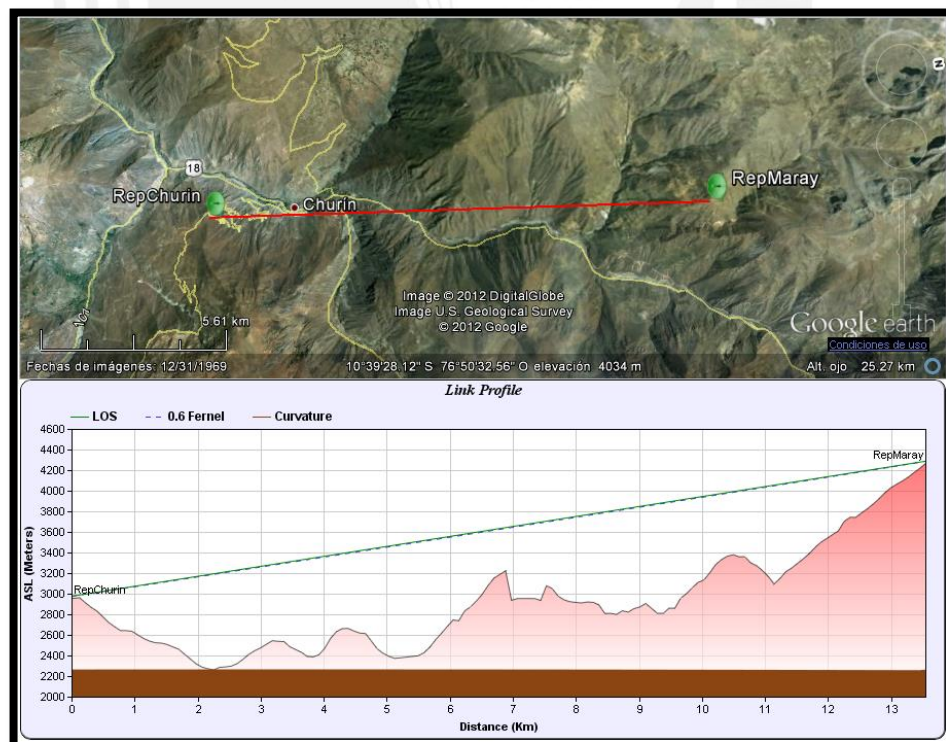 18
RepChurin
Churin
RepMaray
N
5.61 km
Image © 2012 DigitalGlobe
Image U.S. Geological Survey
© 2012 Google
Google earth
Condiciones de uso
Fechas de imágenes: 12/31/1969 10°39'28.12" S 76°50'32.56" O elevación 4034 m Alt. ojo 25.27 km
Link Profile
LOS 0.6 Fernel Curvature
4600
4400
4200
4000
3800
3600
3400
3200
3000
2800
2600
2400
2200
2000
ASL (Meters)
RepChurin
RepMaray
0 1 2 3 4 5 6 7 8 9 10 11 12 13
Distance (Km)